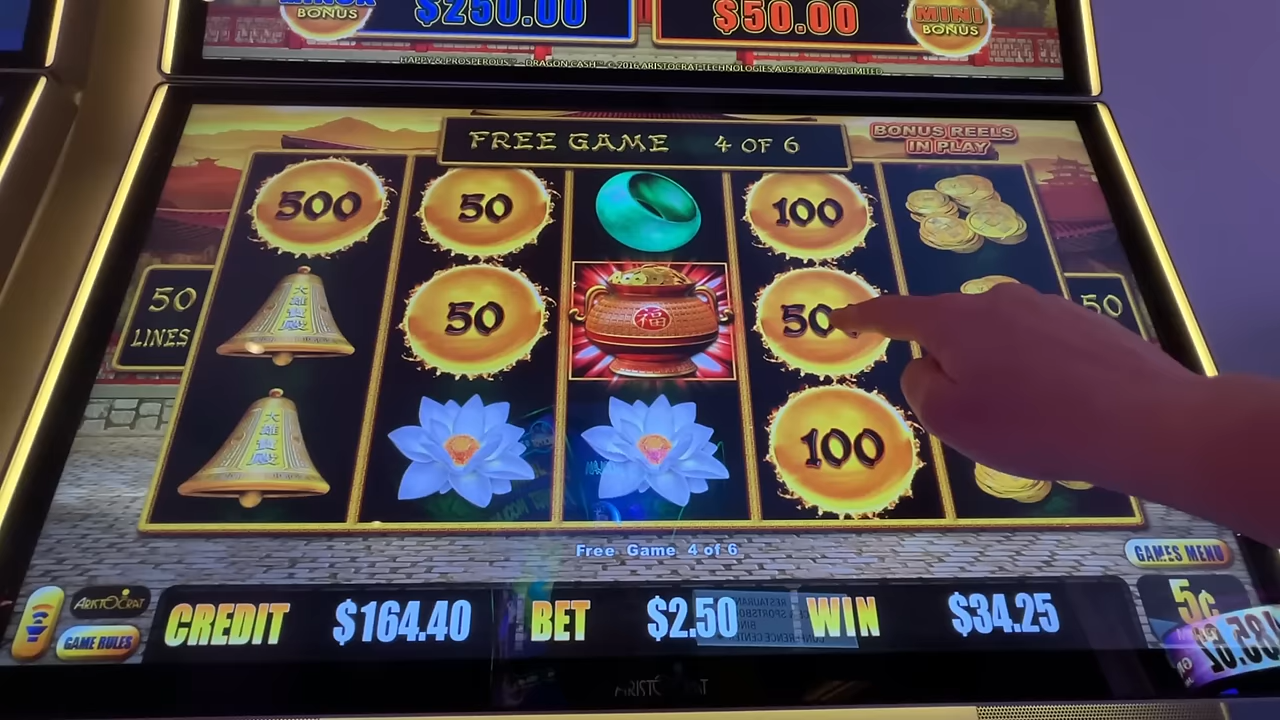 BONUS
$250.00
$50.00
MINI
BONUS
HAPPY & PROSPEROUS™ - DRAGON CASH™ © 2016 ARISTOCRAT TECHNOLOGIES AUSTRALIA PTY LIMITED
FREE GAME 4 OF 6
BONUS REELS
IN PLAY
500
50
100
50
LINES
50
福
50
50
100
Free Game 4 of 6
GAMES MENU
ARISTOCRAT
GAME RULES
CREDIT $164.40 BET $2.50 WIN $34.25
5¢
ARISTOCRAT